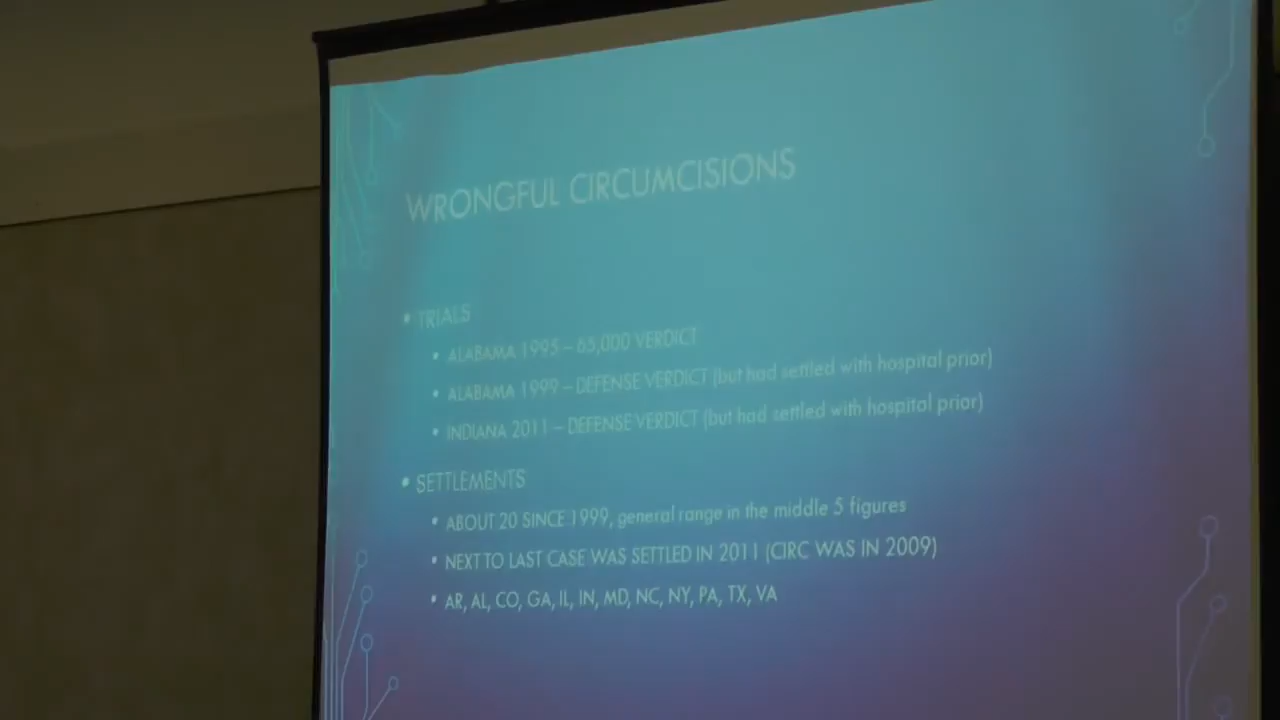 WRONGFUL CIRCUMCISIONS
• TRIALS
• ALABAMA 1995 – 65,000 VERDICT
• ALABAMA 1999 – DEFENSE VERDICT (but had settled with hospital prior)
• INDIANA 2011 – DEFENSE VERDICT (but had settled with hospital prior)
• SETTLEMENTS
• ABOUT 20 SINCE 1999, general range in the middle 5 figures
• NEXT TO LAST CASE WAS SETTLED IN 2011 (CIRC WAS IN 2009)
• AR, AL, CO, GA, IL, IN, MD, NC, NY, PA, TX, VA